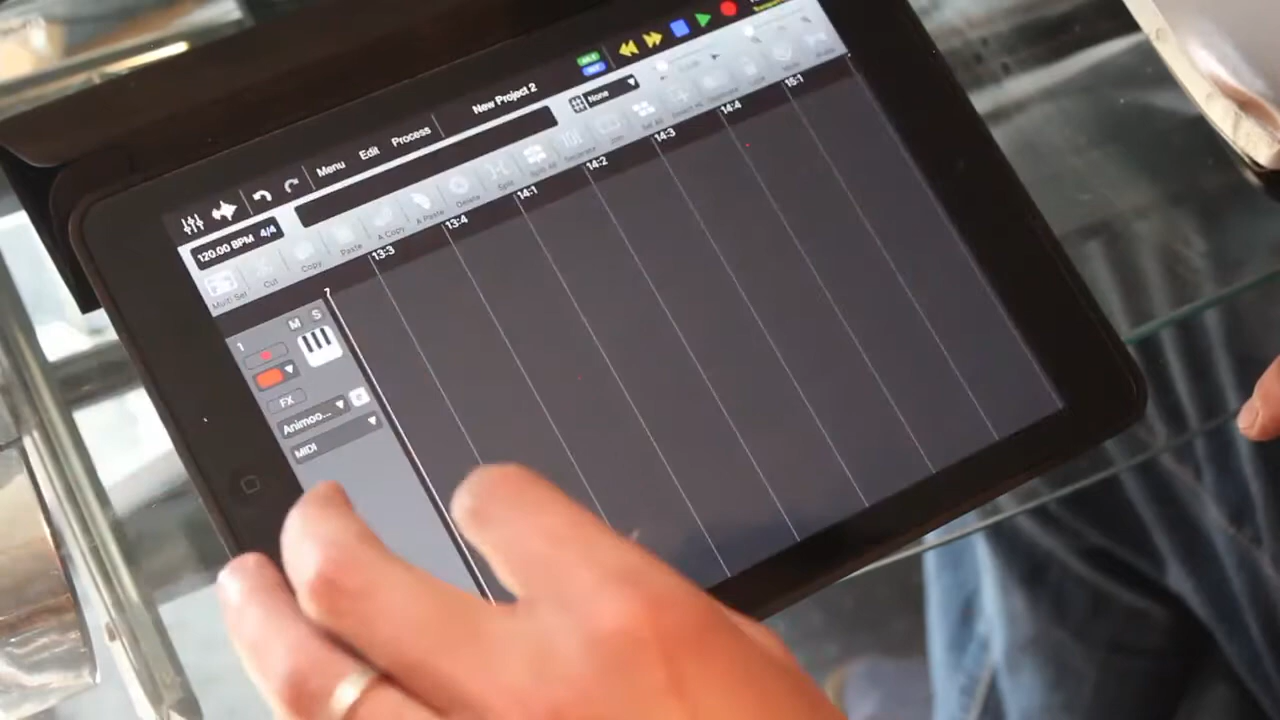 New Project 2
Menu Edit Process
None
120.00 BPM 4/4
Multi Sel Cut Copy Paste A Copy A Paste Delete Split Split All Separate
13:3 13:4 14:1 14:2 14:3 14:4 15:1
1 M S
FX
Animoo... e
MIDI